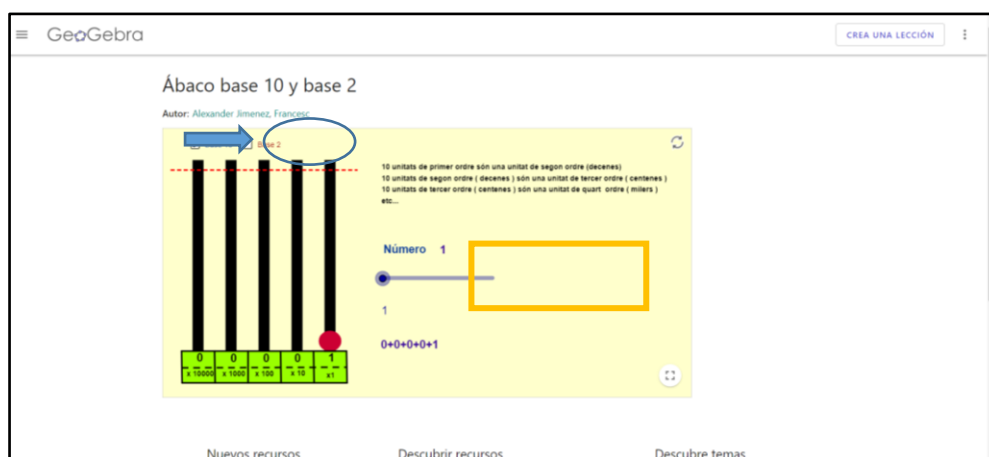 GeoGebra
CREA UNA LECCIÓN
Ábaco base 10 y base 2
Autor: Alexander Jimenez, Francesc
Base 2
10 unitats de primer ordre són una unitat de segon ordre (decenes)
10 unitats de segon ordre ( decenes ) són una unitat de tercer ordre ( centenes )
10 unitats de tercer ordre ( centenes ) són una unitat de quart ordre ( milers )
etc...
Número 1
1
0+0+0+0+1
0 0 0 0 1
x 10000 x 1000 x 100 x 10 x1
Nuevos recursos Descubrir recursos Descubre temas